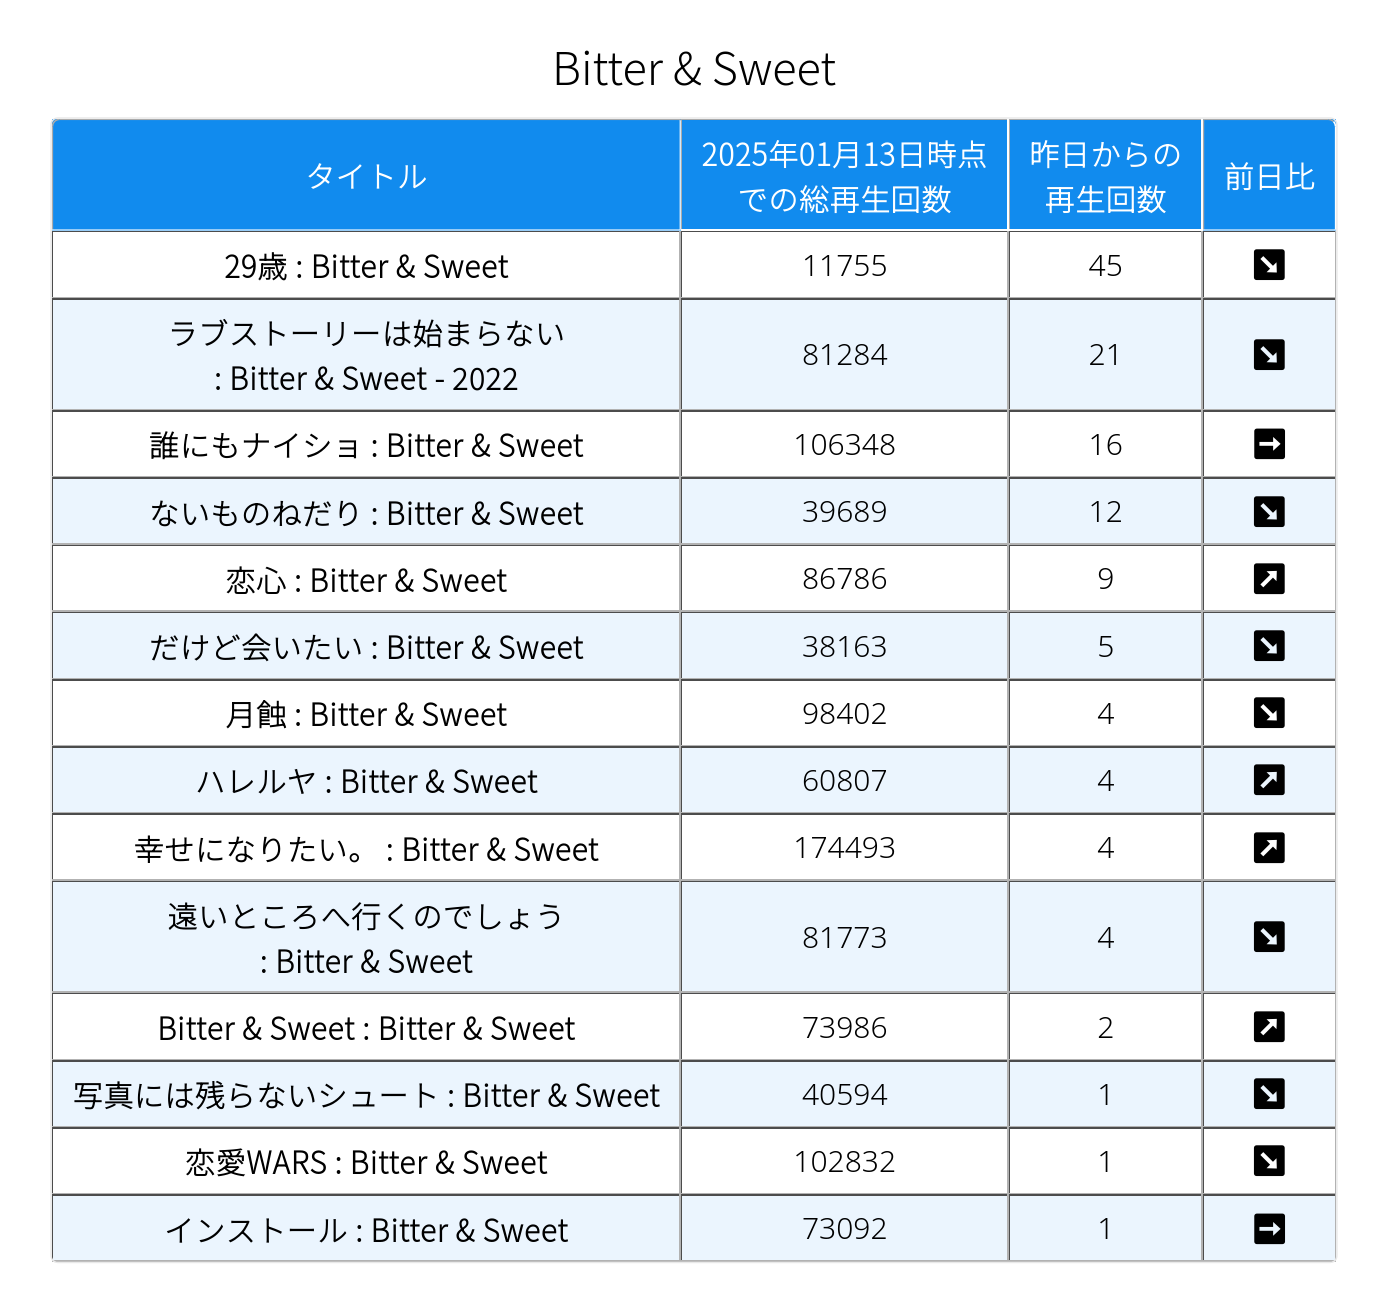 Bitter & Sweet
タイトル
2025年01月13日時点
での総再生回数
昨日からの
再生回数
前日比
29歳 : Bitter & Sweet 11755 45 ↘
ラブストーリーは始まらない
: Bitter & Sweet - 2022 81284 21 ↘
誰にもナイショ : Bitter & Sweet 106348 16 →
ないものねだり : Bitter & Sweet 39689 12 ↘
恋心 : Bitter & Sweet 86786 9 ↗
だけど会いたい : Bitter & Sweet 38163 5 ↘
月蝕 : Bitter & Sweet 98402 4 ↘
ハレルヤ : Bitter & Sweet 60807 4 ↗
幸せになりたい。 : Bitter & Sweet 174493 4 ↗
遠いところへ行くのでしょう
: Bitter & Sweet 81773 4 ↘
Bitter & Sweet : Bitter & Sweet 73986 2 ↗
写真には残らないシュート : Bitter & Sweet 40594 1 ↘
恋愛WARS : Bitter & Sweet 102832 1 ↘
インストール : Bitter & Sweet 73092 1 →